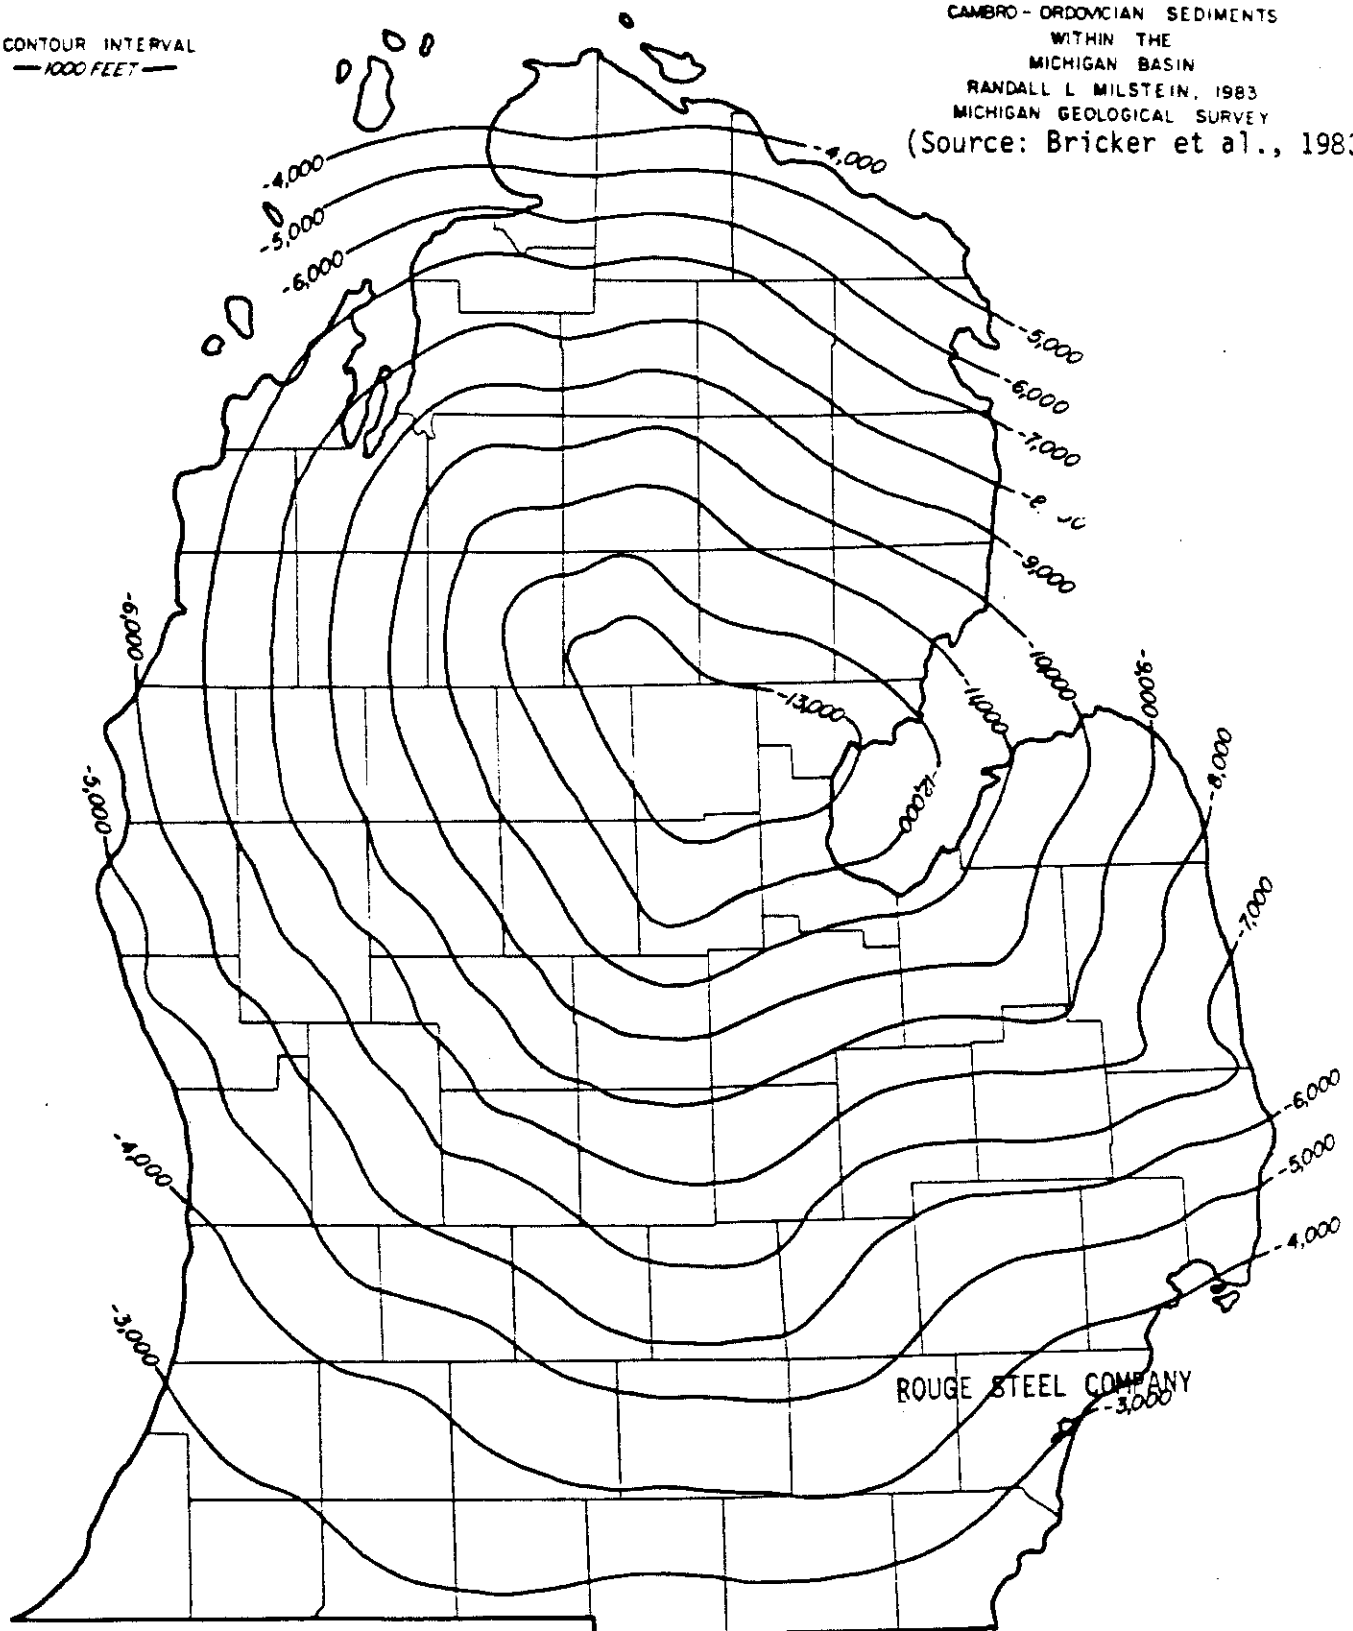 CONTOUR INTERVAL
1000 FEET
CAMBRO-ORDOVICIAN SEDIMENTS
WITHIN THE
MICHIGAN BASIN
RANDALL L MILSTEIN, 1983
MICHIGAN GEOLOGICAL SURVEY
(Source: Bricker et al., 198
-4,000
-4,000
-5,000
-6,000
-5,000
-6,000
-7,000
-9,000
-6,000
-10,000
-9,000
-11,000
-13,000
-8,000
-5,000
-12,000
-7,000
-6,000
-4,000
-5,000
-4,000
-3,000
ROUGE STEEL COMPANY
-3,000